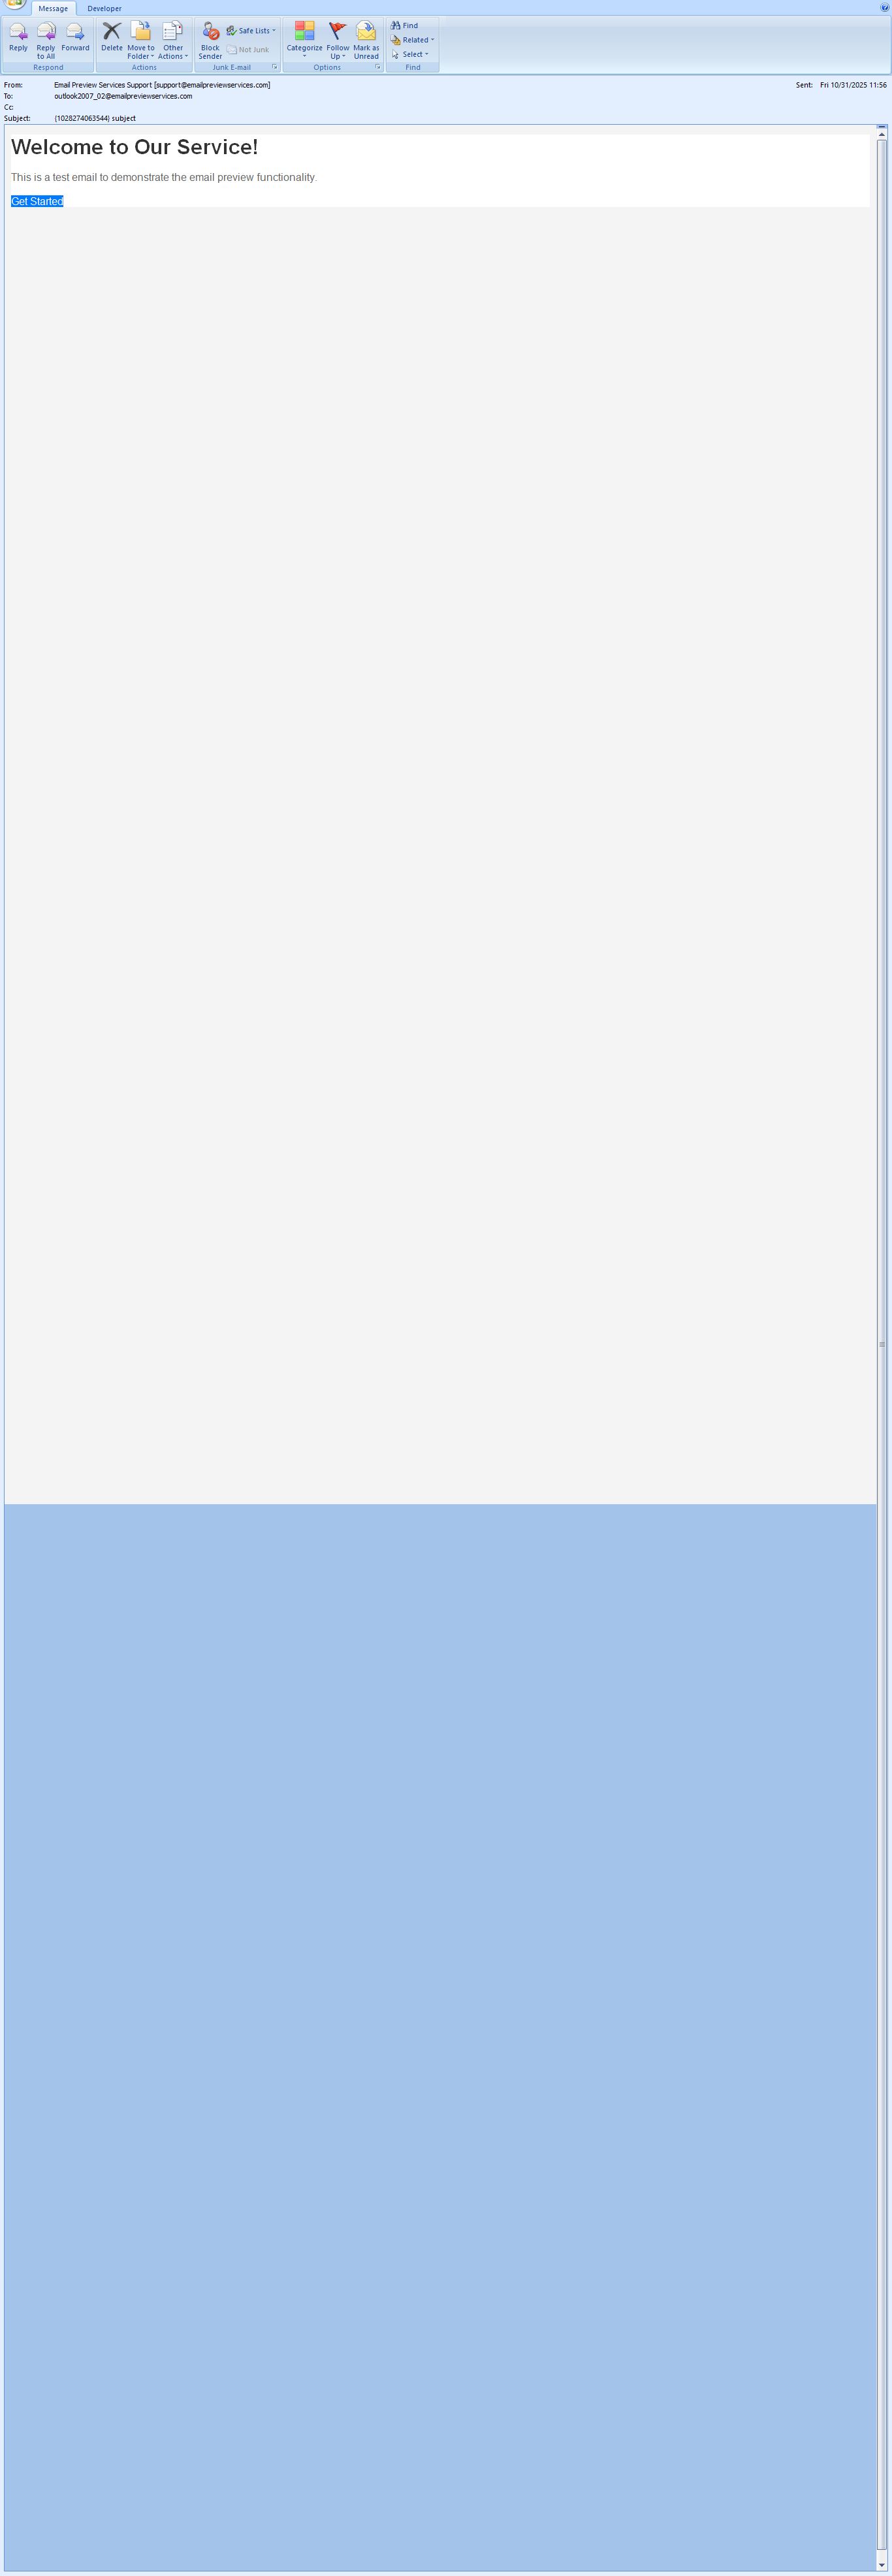 Message Developer
Reply Reply to All Forward
Respond
Delete Move to Folder Other Actions
Actions
Block Sender Safe Lists
Not Junk
Junk E-mail
Categorize Follow Up Mark as Unread
Options
Find
Related
Select
Find
From: Email Preview Services Support [support@emailpreviewservices.com] Sent: Fri 10/31/2025 11:56
To: outlook2007_02@emailpreviewservices.com
Cc:
Subject: {1028274063544} subject
Welcome to Our Service!
This is a test email to demonstrate the email preview functionality.
Get Started